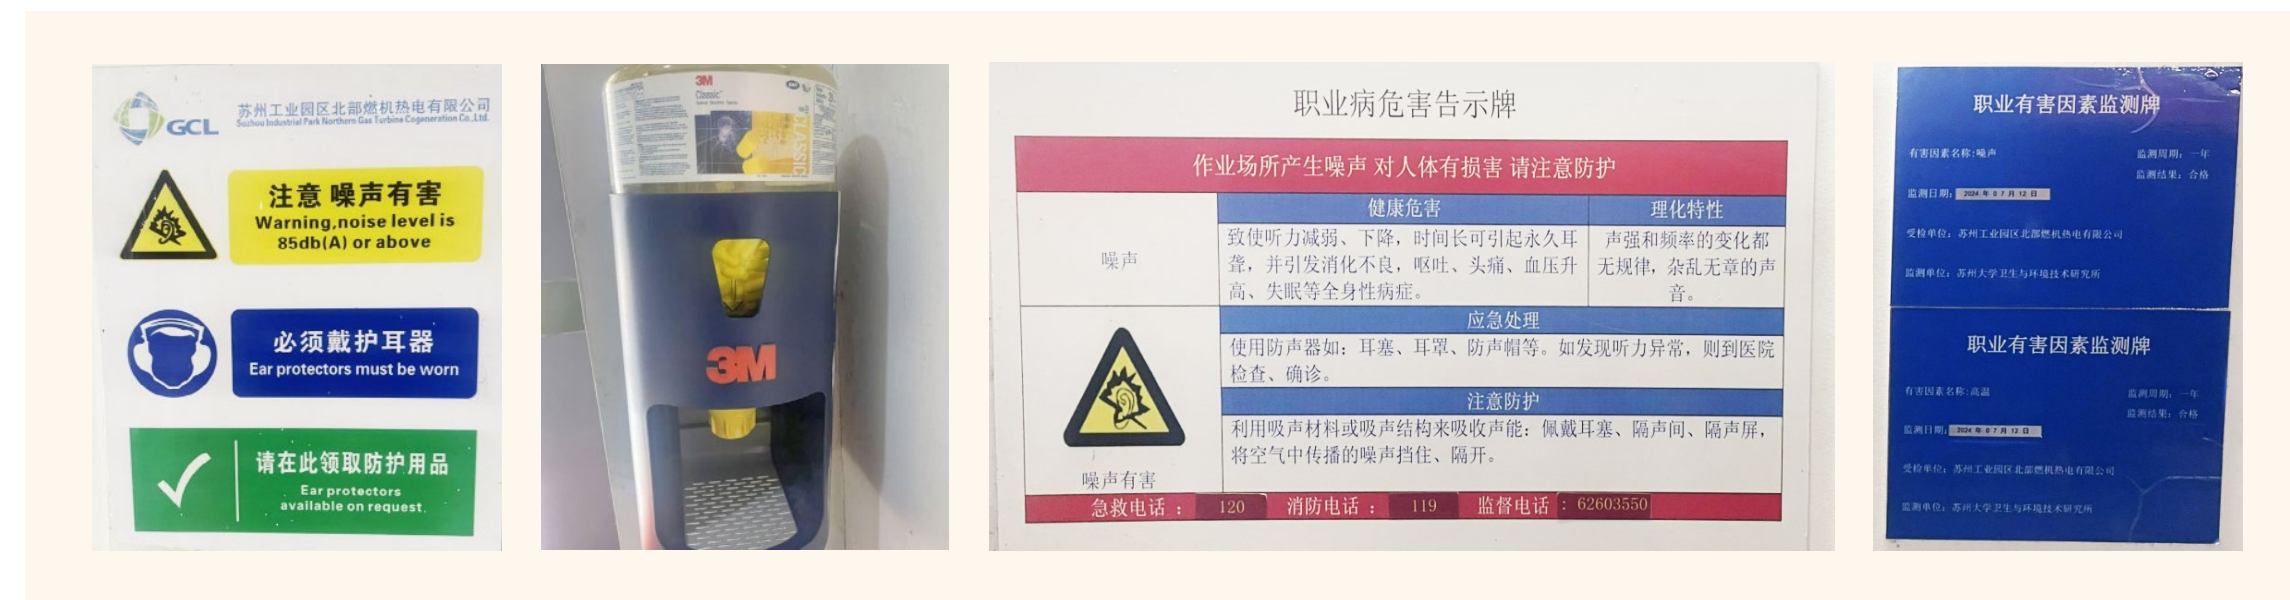 GCL
苏州工业园区北部燃机热电有限公司
Suzhou Industrial Park Northern Gas Turbine Cogeneration Co.,Ltd.
注意 噪声有害
Warning,noise level is
85db(A) or above
必须戴护耳器
Ear protectors must be worn
请在此领取防护用品
Ear protectors
available on request.
3M
Classic™
CLASSIC
3M
职业病危害告示牌
作业场所产生噪声 对人体有损害 请注意防护
噪声
健康危害
致使听力减弱、下降，时间长可引起永久耳
聋，并引发消化不良，呕吐、头痛、血压升
高、失眠等全身性病症。
理化特性
声强和频率的变化都
无规律，杂乱无章的声
音。
噪声有害
应急处理
使用防声器如：耳塞、耳罩、防声帽等。如发现听力异常，则到医院
检查、确诊。
注意防护
利用吸声材料或吸声结构来吸收声能：佩戴耳塞、隔声间、隔声屏，
将空气中传播的噪声挡住、隔开。
急救电话： 120 消防电话： 119 监督电话：62603550
职业有害因素监测牌
有害因素名称：噪声 监测周期：一年
监测结果：合格
监测日期：2024 年 0 7 月 12 日
受检单位：苏州工业园区北部燃机热电有限公司
监测单位：苏州大学卫生与环境技术研究所
职业有害因素监测牌
有害因素名称：高温 监测周期：一年
监测结果：合格
监测日期：2024 年 0 7 月 12 日
受检单位：苏州工业园区北部燃机热电有限公司
监测单位：苏州大学卫生与环境技术研究所